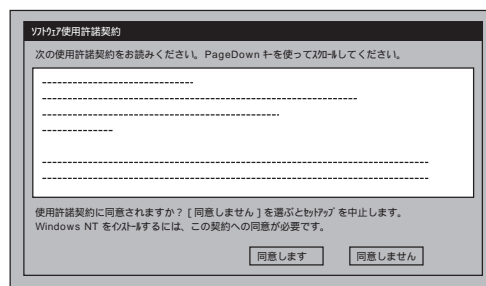 ソフトウェア使用許諾契約
次の使用許諾契約をお読みください。PageDown キーを使ってスクロールしてください。
使用許諾契約に同意されますか? [ 同意しません ] を選ぶとセットアップ を中止します。
Windows NT をインストールするには、この契約への同意が必要です。
同意します
同意しません